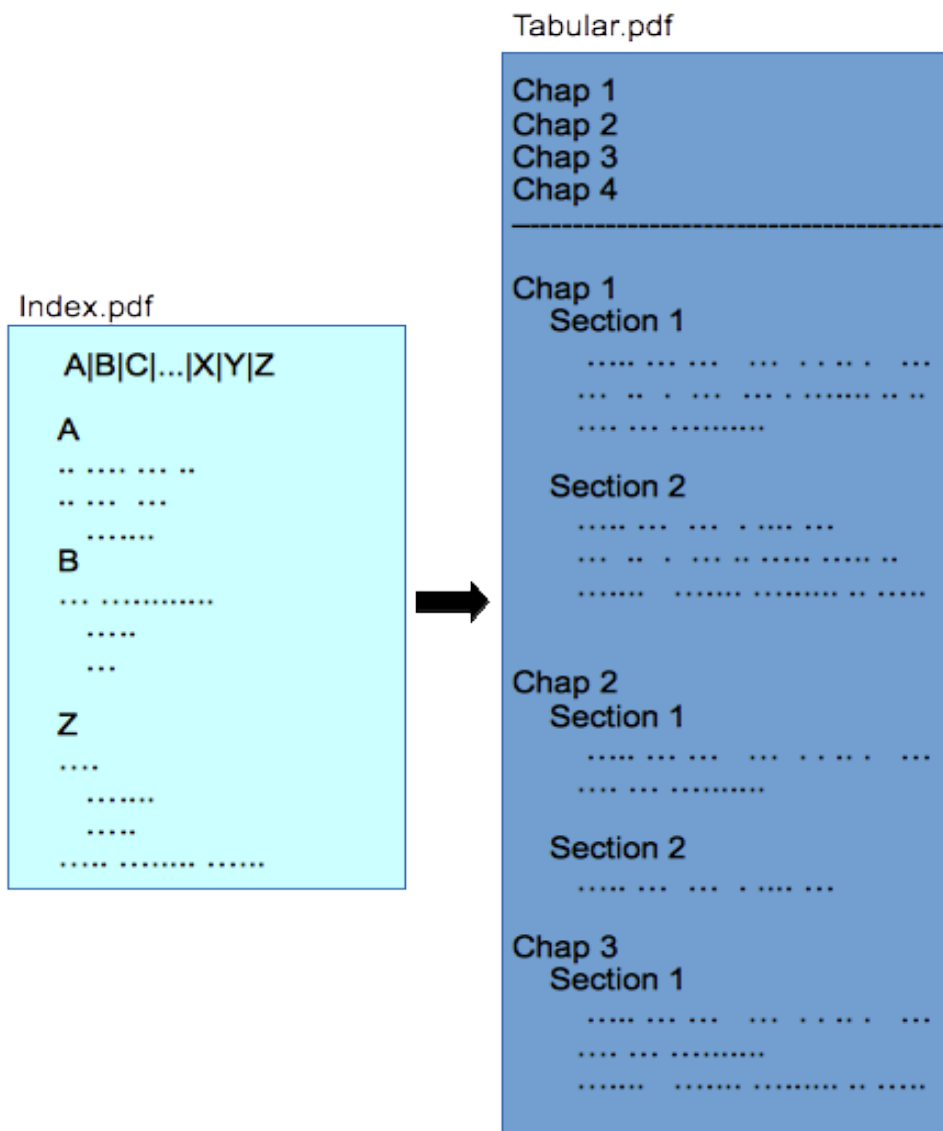 Tabular.pdf
Chap 1
Chap 2
Chap 3
Chap 4
Chap 1
Section 1
Section 2
Chap 2
Section 1
Section 2
Chap 3
Section 1
Index.pdf
A|B|C|...|X|Y|Z
A
B
Z